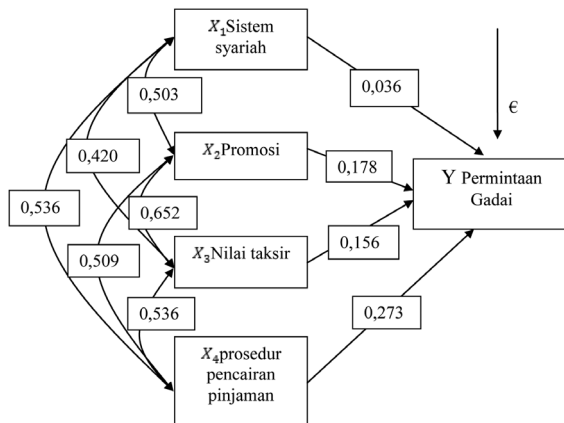 X₁Sistem
syariah
0,503
0,036
€
0,420
X₂Promosi
0,178
Y Permintaan
Gadai
0,536
0,652
0,509
X₃Nilai taksir
0,156
0,536
0,273
X₄prosedur
pencairan
pinjaman